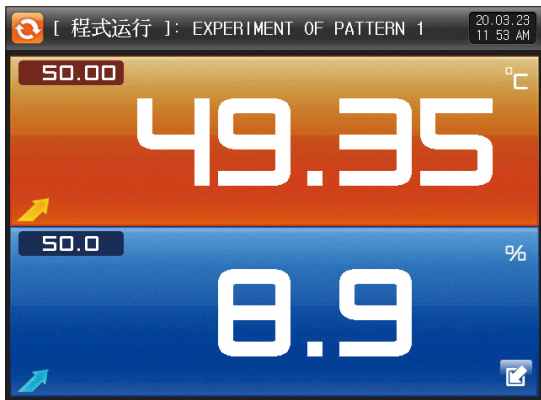 [ 程式运行 ]: EXPERIMENT OF PATTERN 1
20.03.23
11 53 AM
50.00
°C
49.35
50.0
%
8.9